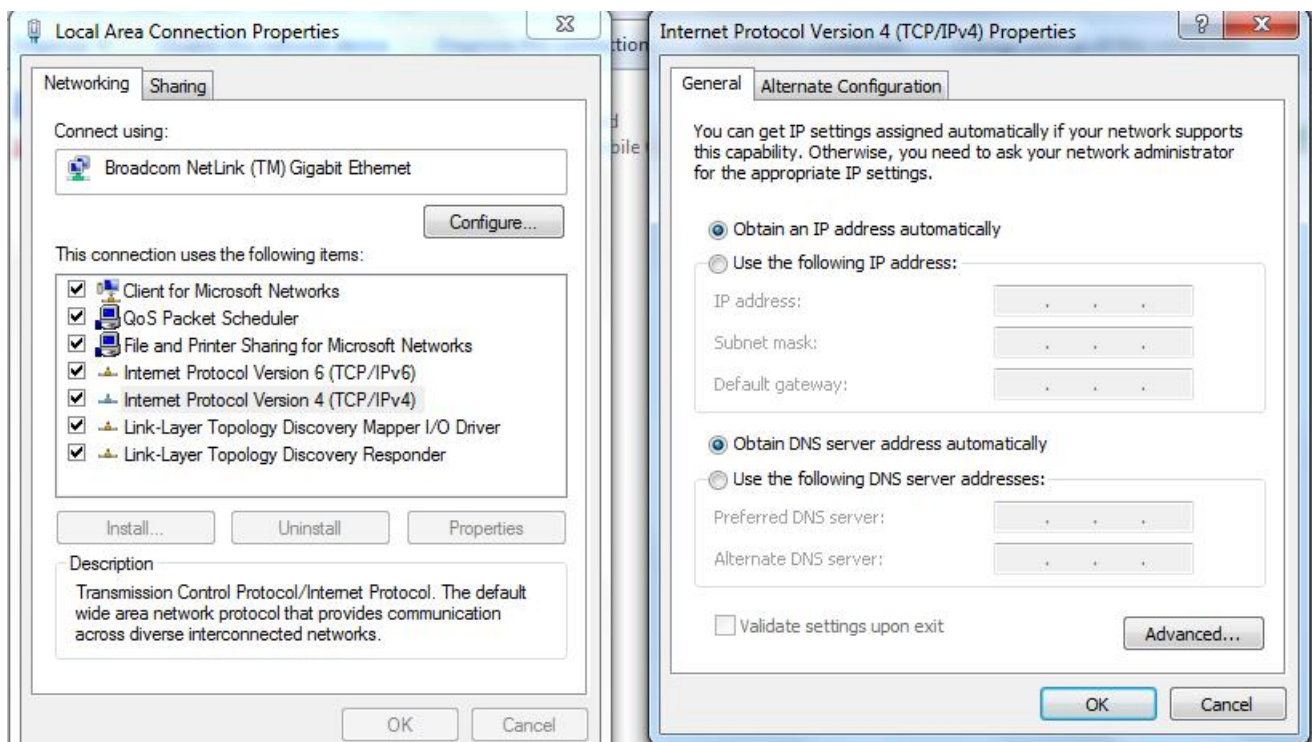 Local Area Connection Properties
Networking
Sharing
Connect using:
Broadcom NetLink (TM) Gigabit Ethernet
Configure...
This connection uses the following items:
Client for Microsoft Networks
QoS Packet Scheduler
File and Printer Sharing for Microsoft Networks
Internet Protocol Version 6 (TCP/IPv6)
Internet Protocol Version 4 (TCP/IPv4)
Link-Layer Topology Discovery Mapper I/O Driver
Link-Layer Topology Discovery Responder
Install...
Uninstall
Properties
Description
Transmission Control Protocol/Internet Protocol. The default
wide area network protocol that provides communication
across diverse interconnected networks.
OK
Cancel
Internet Protocol Version 4 (TCP/IPv4) Properties
General
Alternate Configuration
You can get IP settings assigned automatically if your network supports
this capability. Otherwise, you need to ask your network administrator
for the appropriate IP settings.
Obtain an IP address automatically
Use the following IP address:
IP address:
Subnet mask:
Default gateway:
Obtain DNS server address automatically
Use the following DNS server addresses:
Preferred DNS server:
Alternate DNS server:
Validate settings upon exit
Advanced...
OK
Cancel